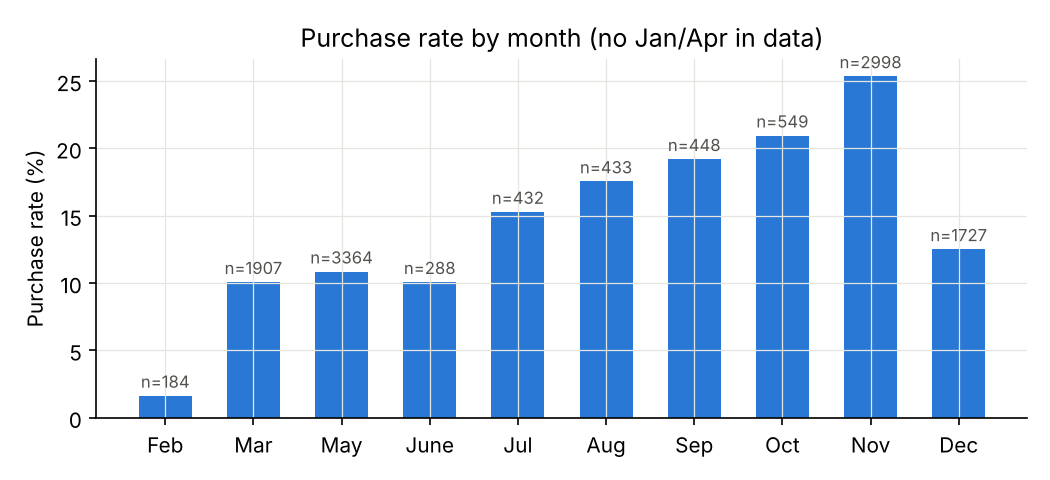 Purchase rate by month (no Jan/Apr in data)
Purchase rate (%)
25
20
15
10
5
0
n=184
n=1907
n=3364
n=288
n=432
n=433
n=448
n=549
n=2998
n=1727
Feb
Mar
May
June
Jul
Aug
Sep
Oct
Nov
Dec